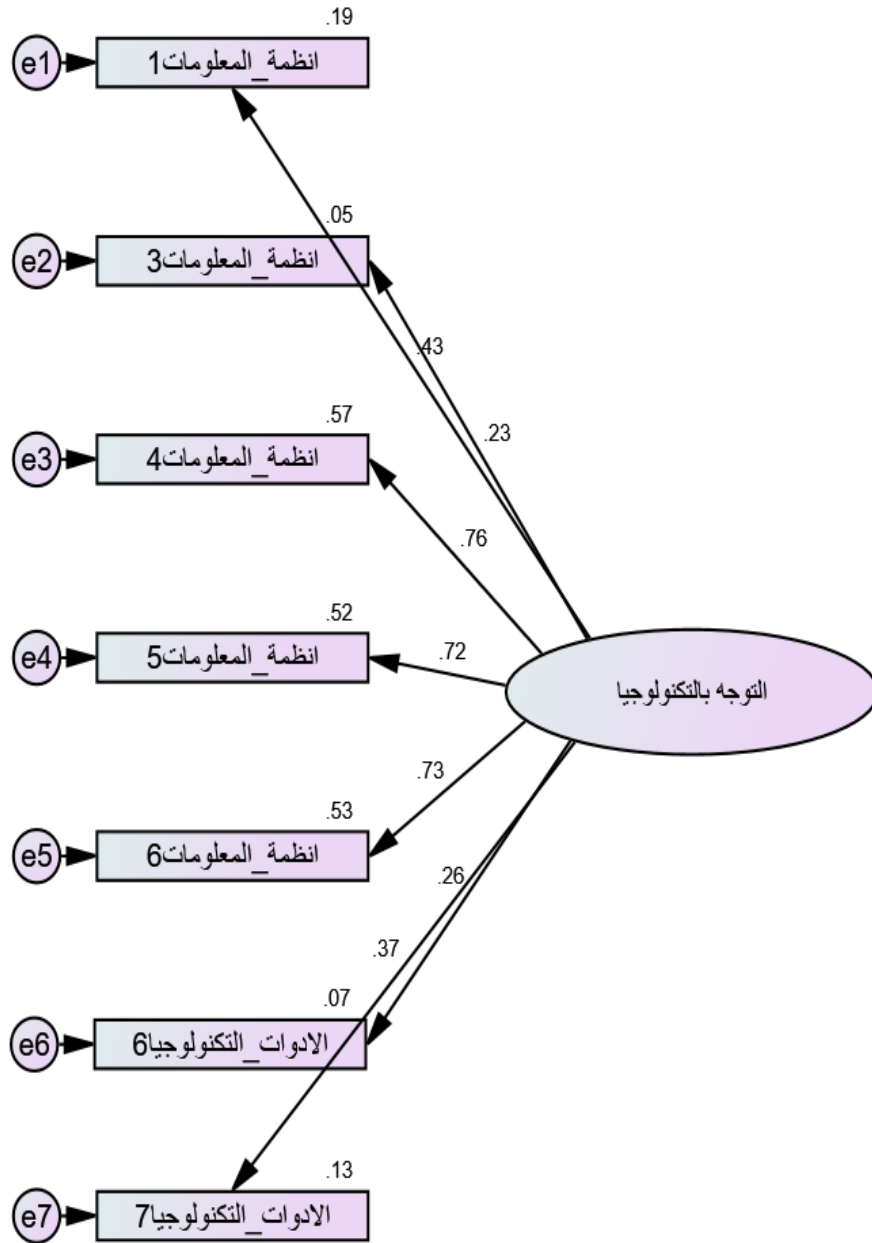 .19
e1
انظمة_المعلومات1
.05
e2
انظمة_المعلومات3
.43
.23
.57
e3
انظمة_المعلومات4
.76
.52
e4
انظمة_المعلومات5
.72
التوجه بالتكنولوجيا
.73
.53
e5
انظمة_المعلومات6
.26
.37
.07
e6
الادوات_التكنولوجيا6
.13
e7
الادوات_التكنولوجيا7